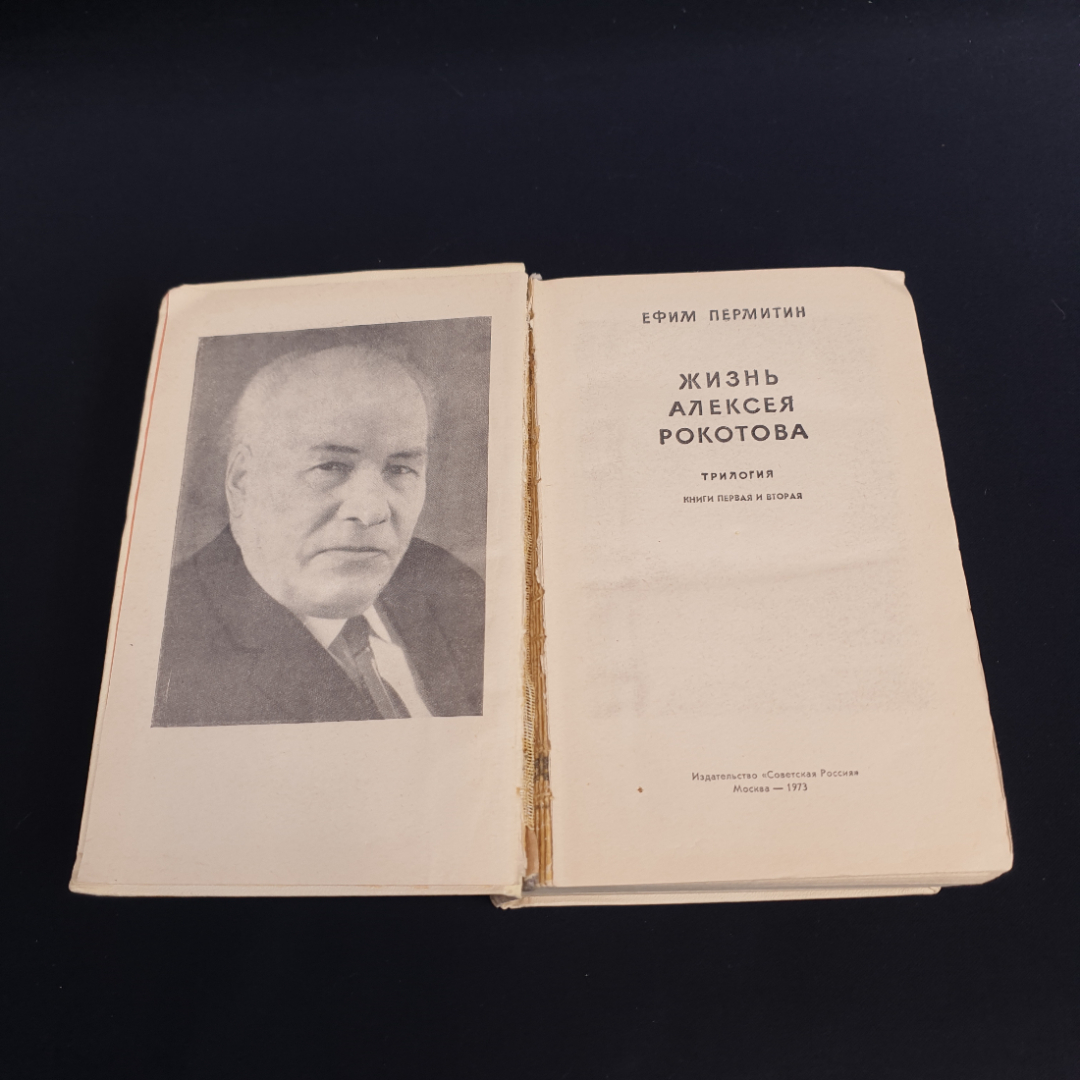 ЕФИМ ПЕРМИТИН
ЖИЗНЬ
АЛЕКСЕЯ
РОКОТОВА
ТРИЛОГИЯ
КНИГИ ПЕРВАЯ И ВТОРАЯ
Издательство «Советская Россия»
Москва — 1973